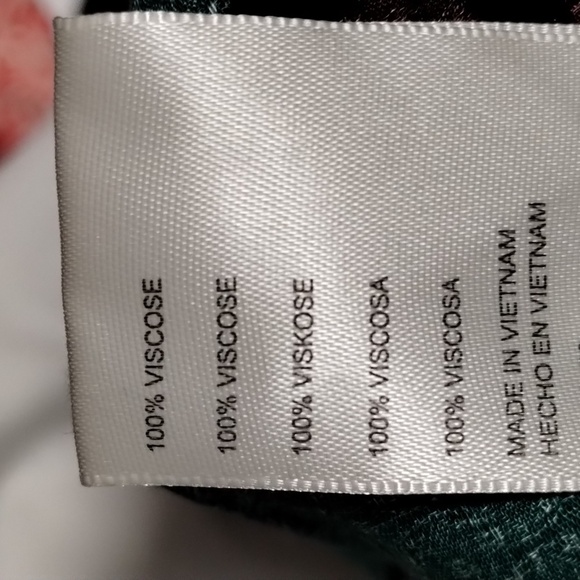 100% VISCOSE
100% VISCOSE
100% VISKOSE
100% VISCOSA
100% VISCOSA
MADE IN VIETNAM
HECHO EN VIETNAM